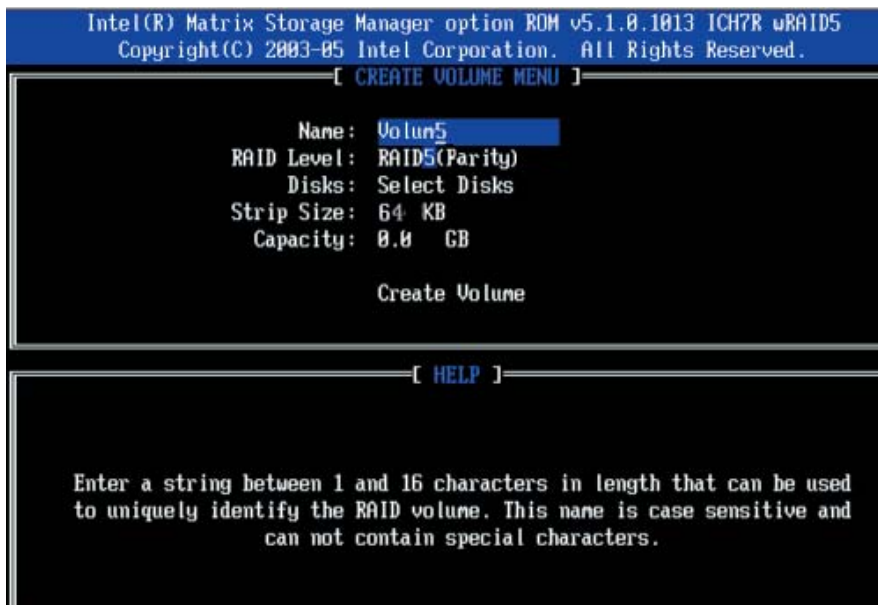 Intel(R) Matrix Storage Manager option ROM v5.1.0.1013 ICH7R wRAID5
Copyright(C) 2003-05 Intel Corporation. All Rights Reserved.
[ CREATE VOLUME MENU ]
Name: Volum5
RAID Level: RAID5(Parity)
Disks: Select Disks
Strip Size: 64 KB
Capacity: 0.0 GB
Create Volume
[ HELP ]
Enter a string between 1 and 16 characters in length that can be used
to uniquely identify the RAID volume. This name is case sensitive and
can not contain special characters.